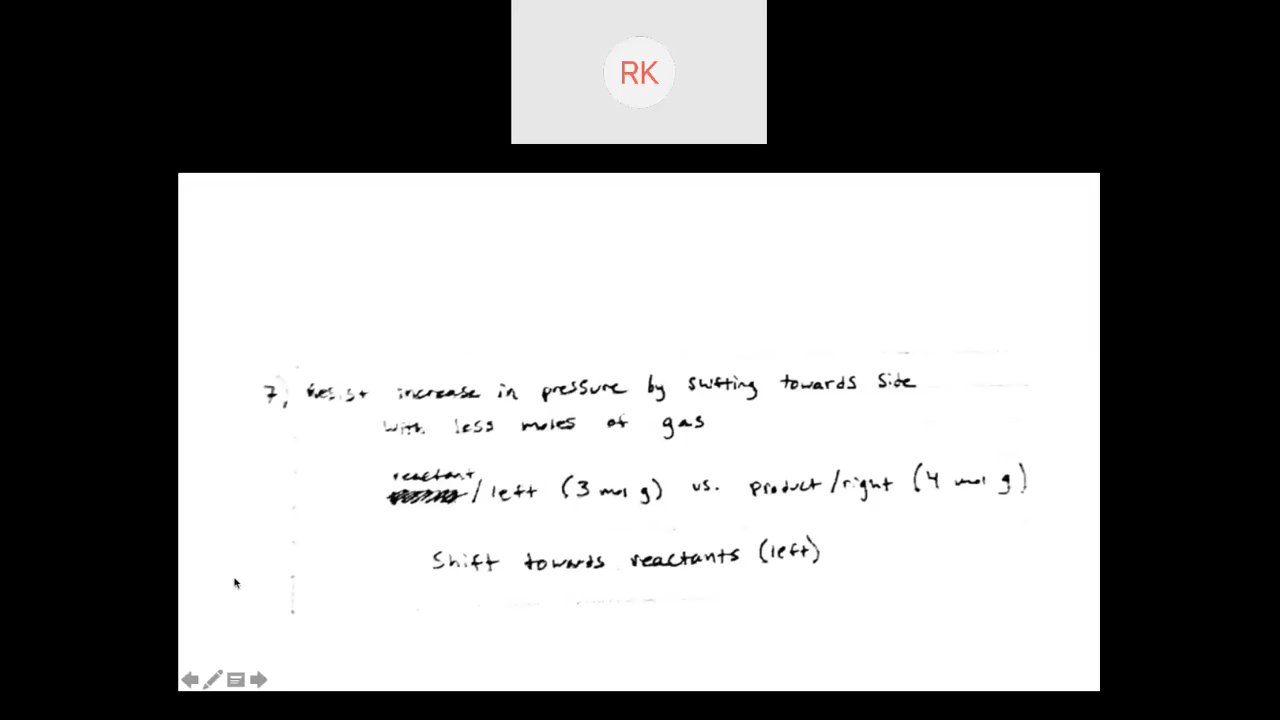 RK
7, Resist increase in pressure by shifting towards side
with less moles of gas
reactant
/ left (3 mol g) vs. product/right (4 mol g)
Shift towards reactants (left)